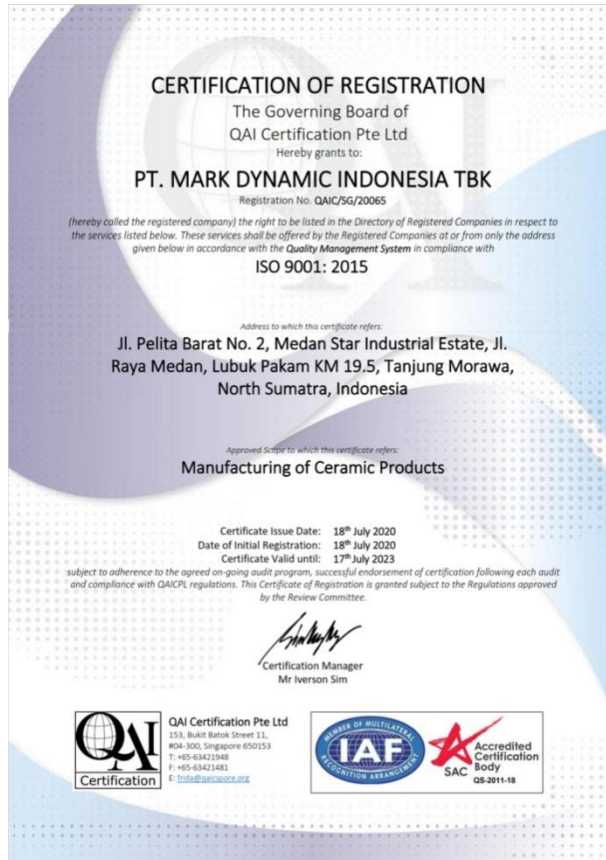 CERTIFICATION OF REGISTRATION
The Governing Board of
QAI Certification Pte Ltd
Hereby grants to:
PT. MARK DYNAMIC INDONESIA TBK
Registration No. QAIC/SG/20065
(hereby called the registered company) the right to be listed in the Directory of Registered Companies in respect to
the services listed below. These services shall be offered by the Registered Companies at or from only the address
given below in accordance with the Quality Management System in compliance with
ISO 9001: 2015
Address to which this certificate refers:
Jl. Pelita Barat No. 2, Medan Star Industrial Estate, Jl.
Raya Medan, Lubuk Pakam KM 19.5, Tanjung Morawa,
North Sumatra, Indonesia
Approved Scope to which this certificate refers:
Manufacturing of Ceramic Products
Certificate Issue Date: 18th July 2020
Date of Initial Registration: 18th July 2020
Certificate Valid until: 17th July 2023
subject to adherence to the agreed on-going audit program, successful endorsement of certification following each audit
and compliance with QAICPL regulations. This Certificate of Registration is granted subject to the Regulations approved
by the Review Committee.
Certification Manager
Mr Iverson Sim
QAI
Certification
QAI Certification Pte Ltd
153, Bukit Batok Street 11,
#04-300, Singapore 650153
T: +65-63421948
F: +65-63421481
E: frida@qaicspore.org
MEMBER OF MULTILATERAL
IAF
RECOGNITION ARRANGEMENT
SAC
Accredited
Certification
Body
QS-2011-18